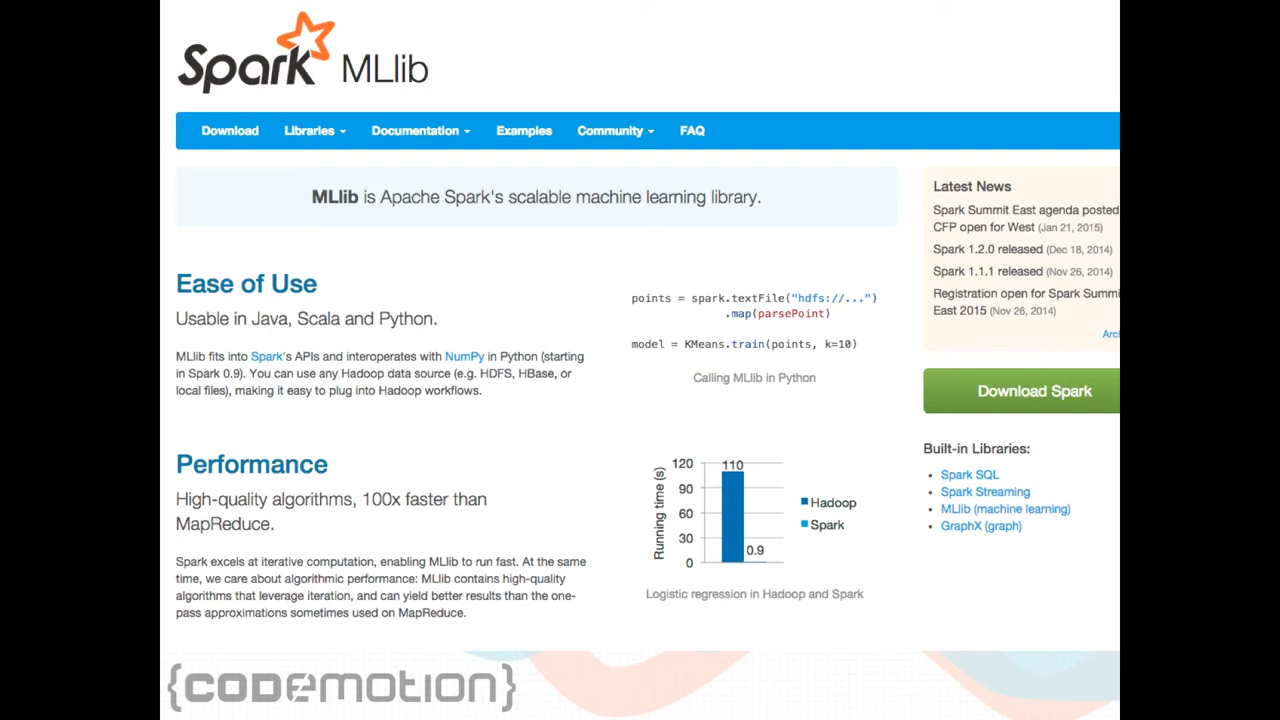 Spark MLlib
Download Libraries Documentation Examples Community FAQ
MLlib is Apache Spark's scalable machine learning library.
Ease of Use
Usable in Java, Scala and Python.
MLlib fits into Spark's APIs and interoperates with NumPy in Python (starting
in Spark 0.9). You can use any Hadoop data source (e.g. HDFS, HBase, or
local files), making it easy to plug into Hadoop workflows.
points = spark.textFile("hdfs://...")
.map(parsePoint)
model = KMeans.train(points, k=10)
Calling MLlib in Python
Performance
High-quality algorithms, 100x faster than
MapReduce.
Spark excels at iterative computation, enabling MLlib to run fast. At the same
time, we care about algorithmic performance: MLlib contains high-quality
algorithms that leverage iteration, and can yield better results than the one-
pass approximations sometimes used on MapReduce.
Running time (s)
120
90
60
30
0
110
0.9
Hadoop
Spark
Logistic regression in Hadoop and Spark
Latest News
Spark Summit East agenda posted
CFP open for West (Jan 21, 2015)
Spark 1.2.0 released (Dec 18, 2014)
Spark 1.1.1 released (Nov 26, 2014)
Registration open for Spark Summi
East 2015 (Nov 26, 2014)
Arc
Download Spark
Built-in Libraries:
Spark SQL
Spark Streaming
MLlib (machine learning)
GraphX (graph)
{CODEMOTION}